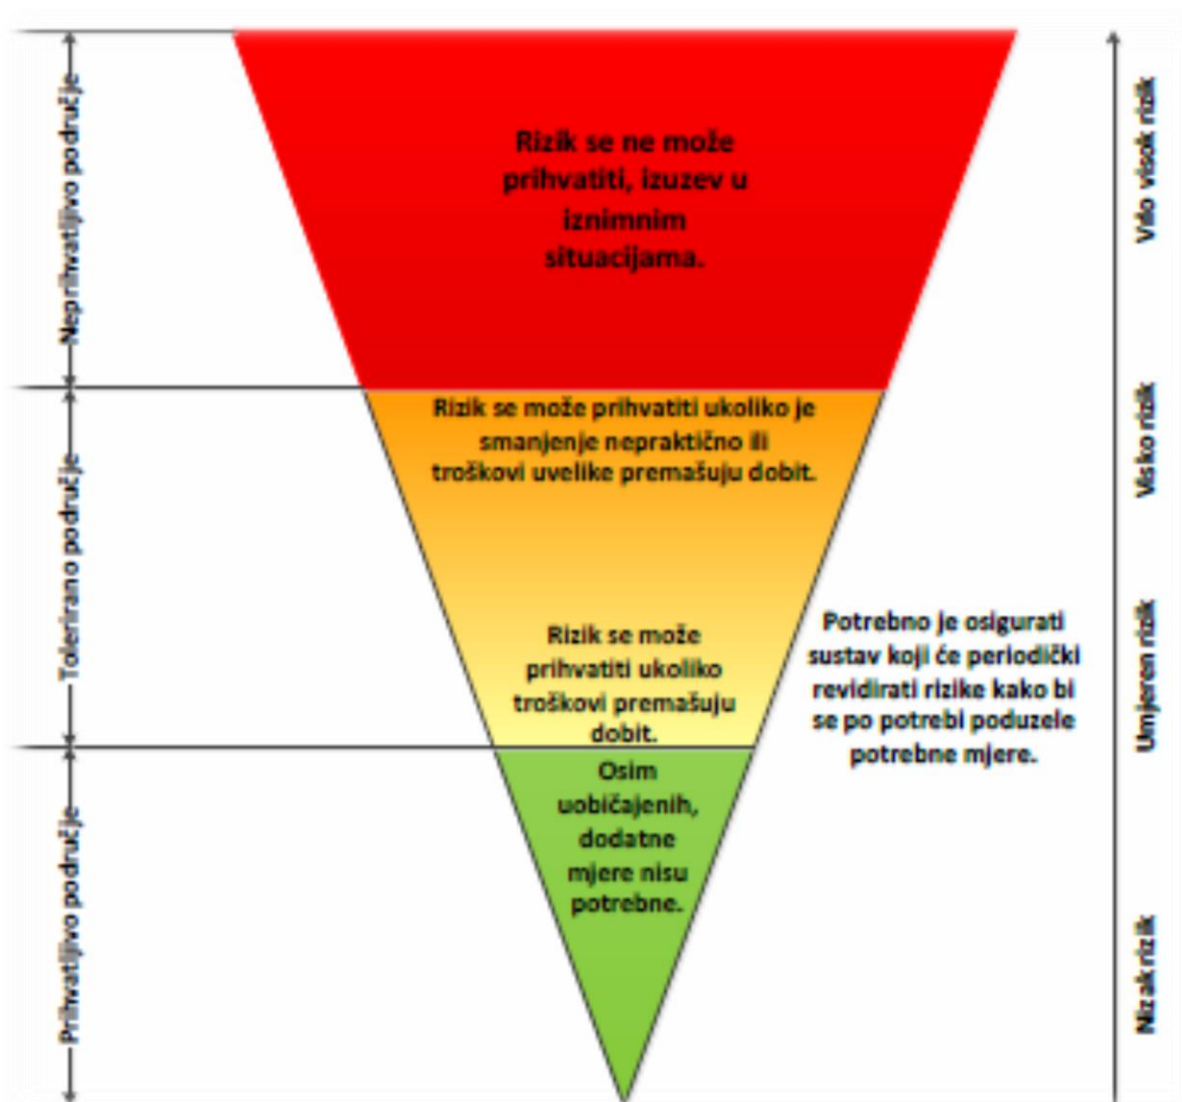 Neprihvatljivo područje
Tolerirano područje
Prihvatljivo područje
Rizik se ne može
prihvatiti, izuzev u
iznimnim
situacijama.
Rizik se može prihvatiti ukoliko je
smanjenje nepraktično ili
troškovi uvelike premašuju dobit.
Rizik se može
prihvatiti ukoliko
troškovi premašuju
dobit.
Osim
uobičajenih,
dodatne
mjere nisu
potrebne.
Potrebno je osigurati
sustav koji će periodički
revidirati rizike kako bi
se po potrebi poduzele
potrebne mjere.
Vrlo visok rizik
Visko rizik
Umjeren rizik
Nizak rizik